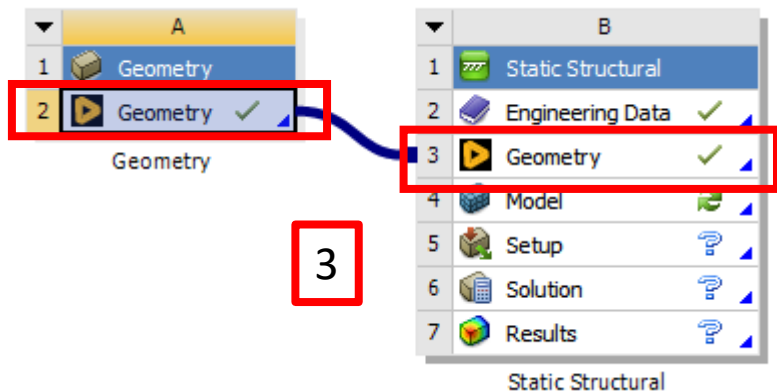 A
1 Geometry
2 Geometry
Geometry
3
B
1 Static Structural
2 Engineering Data
3 Geometry
4 Model
5 Setup
6 Solution
7 Results
Static Structural